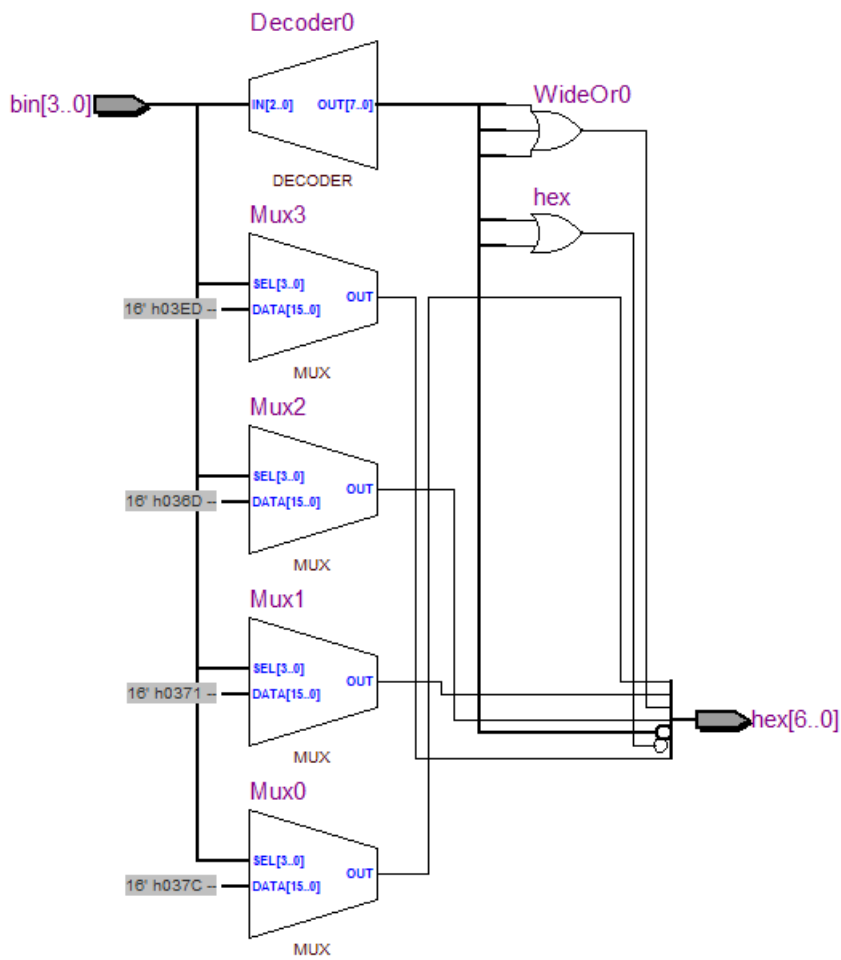 Decoder0
bin[3..0]
IN[2..0] OUT[7..0]
DECODER
WideOr0
hex
Mux3
SEL[3..0]
OUT
16' h03ED --
DATA[15..0]
MUX
Mux2
SEL[3..0]
OUT
16' h036D --
DATA[15..0]
MUX
Mux1
SEL[3..0]
OUT
16' h0371 --
DATA[15..0]
MUX
hex[6..0]
Mux0
SEL[3..0]
OUT
16' h037C --
DATA[15..0]
MUX